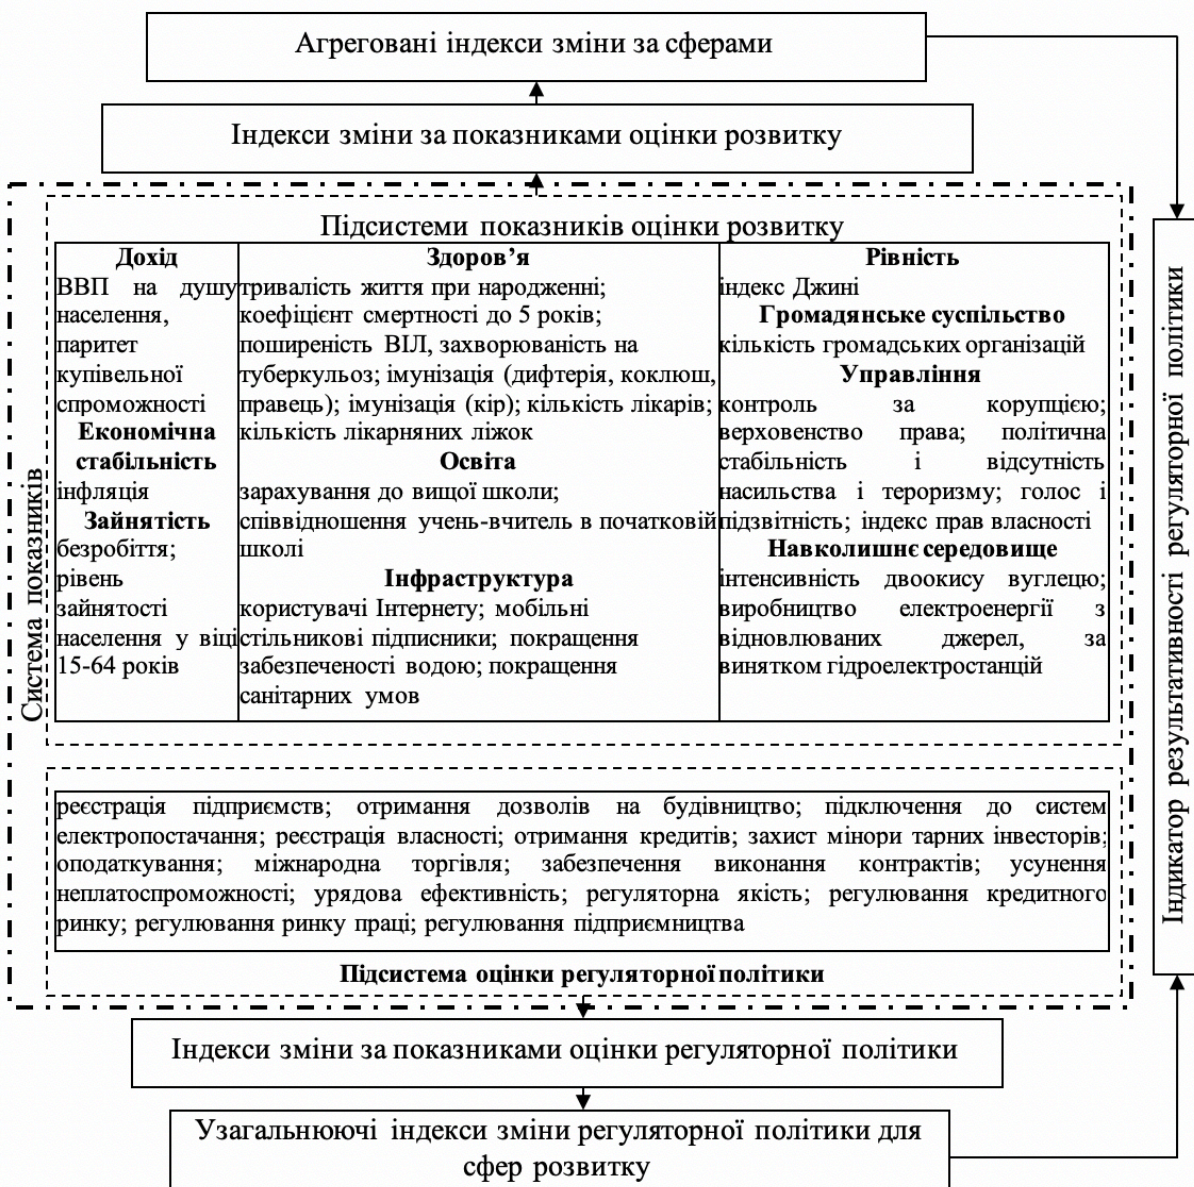 Агреговані індекси зміни за сферами
Індекси зміни за показниками оцінки розвитку
Система показників
Підсистеми показників оцінки розвитку
Дохід
ВВП на душу
населення,
паритет
купівельної
спроможності
Економічна
стабільність
інфляція
Зайнятість
безробіття;
рівень
зайнятості
населення у віці
15-64 років
Здоров’я
тривалість життя при народженні;
коефіцієнт смертності до 5 років;
поширеність ВІЛ, захворюваність на
туберкульоз; імунізація (дифтерія, коклюш,
правець); імунізація (кір); кількість лікарів;
кількість лікарняних ліжок
Освіта
зарахування до вищої школи;
співвідношення учень-вчитель в початковій
школі
Інфраструктура
користувачі Інтернету; мобільні
стільникові підписники; покращення
забезпеченості водою; покращення
санітарних умов
Рівність
індекс Джині
Громадянське суспільство
кількість громадських організацій
Управління
контроль за корупцією;
верховенство права; політична
стабільність і відсутність
насильства і тероризму; голос і
підзвітність; індекс прав власності
Навколишнє середовище
інтенсивність двоокису вуглецю;
виробництво електроенергії з
відновлюваних джерел, за
винятком гідроелектростанцій
реєстрація підприємств; отримання дозволів на будівництво; підключення до систем
електропостачання; реєстрація власності; отримання кредитів; захист мінори тарних інвесторів;
оподаткування; міжнародна торгівля; забезпечення виконання контрактів; усунення
неплатоспроможності; урядова ефективність; регуляторна якість; регулювання кредитного
ринку; регулювання ринку праці; регулювання підприємництва
Підсистема оцінки регуляторної політики
Індекси зміни за показниками оцінки регуляторної політики
Узагальнюючі індекси зміни регуляторної політики для
сфер розвитку
Індикатор результативності регуляторної політики